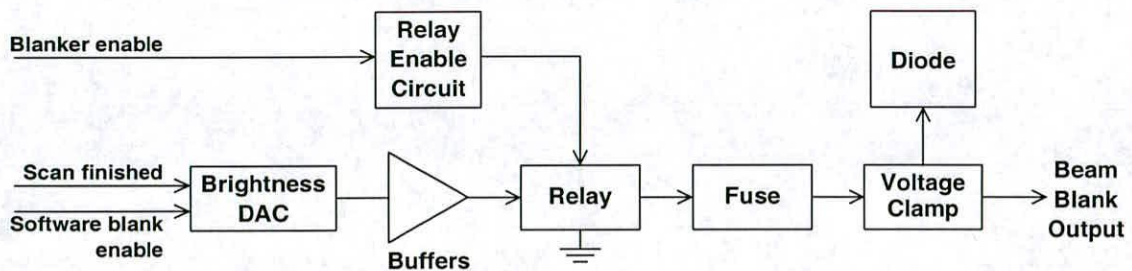 Blanker enable
Relay
Enable
Circuit
Diode
Scan finished
Software blank
enable
Brightness
DAC
Buffers
Relay
Fuse
Voltage
Clamp
Beam
Blank
Output